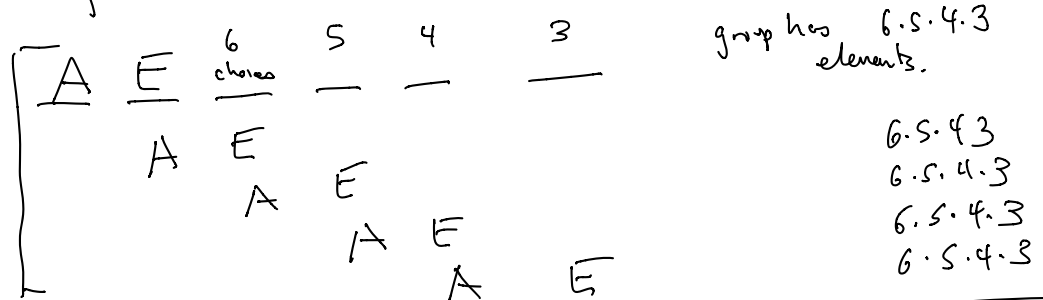 6 choices 5 4 3
A E
group has 6.5.4.3
elements.
A E
6.5.4 3
A E
6.5.4.3
A E
6.5.4.3
A E
6.5.4.3